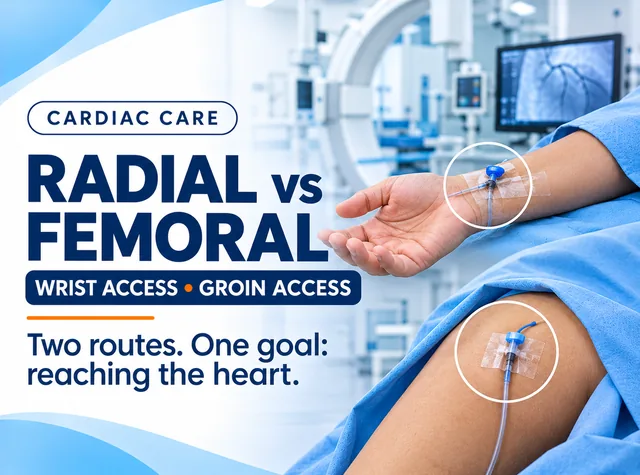 CARDIAC CARE
RADIAL vs
FEMORAL
WRIST ACCESS • GROIN ACCESS
Two routes. One goal:
reaching the heart.